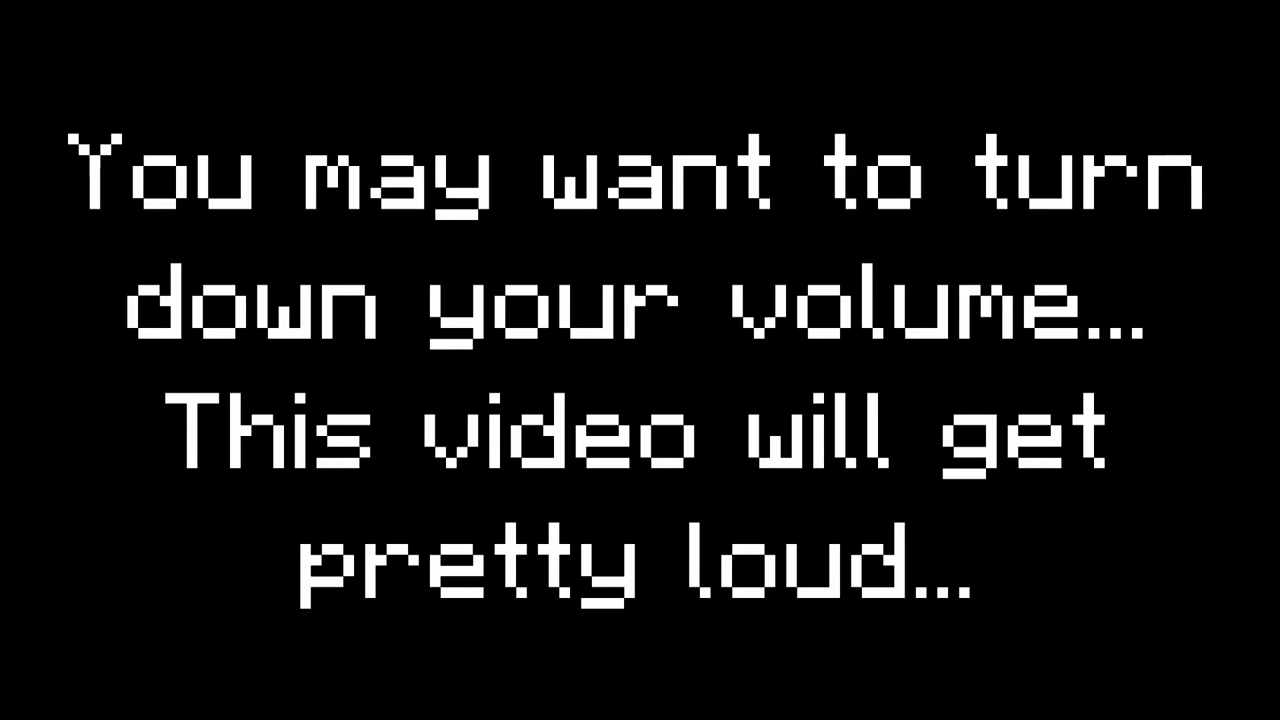 You may want to turn
down your volume...
This video will get
pretty loud...